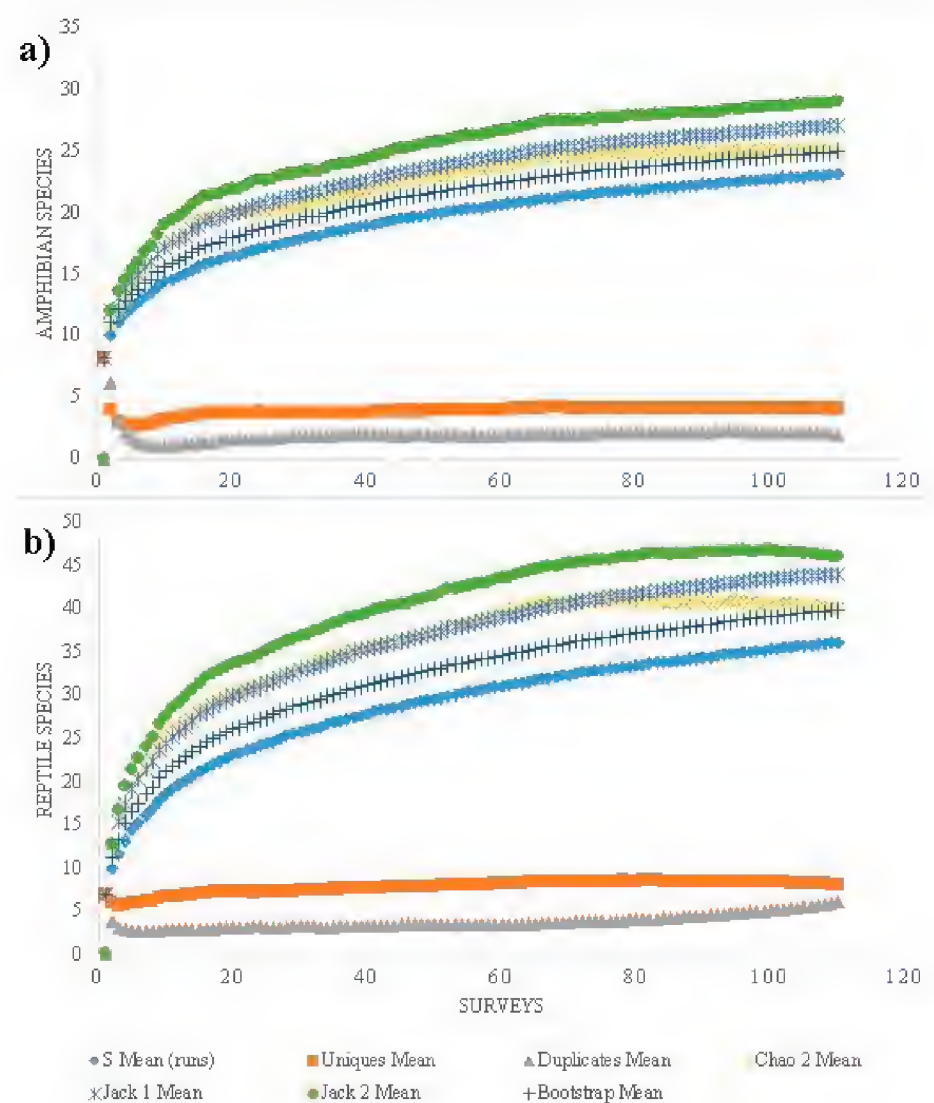 a)
AMPHIBIAN SPECIES
35
30
25
20
15
10
5
0
0 20 40 60 80 100 120
b)
REPTILE SPECIES
50
45
40
35
30
25
20
15
10
5
0
0 20 40 60 80 100 120
SURVEYS
S Mean (runs) Uniques Mean Duplicates Mean Chao 2 Mean
Jack 1 Mean Jack 2 Mean Bootstrap Mean